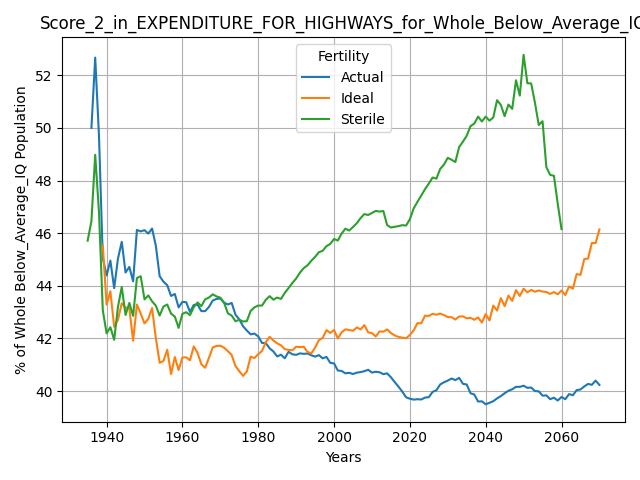 Score_2_in_EXPENDITURE_FOR_HIGHWAYS_for_Whole_Below_Average_IQ
Fertility
Actual
Ideal
Sterile
% of Whole Below_Average_IQ Population
52
50
48
46
44
42
40
1940
1960
1980
2000
2020
2040
2060
Years